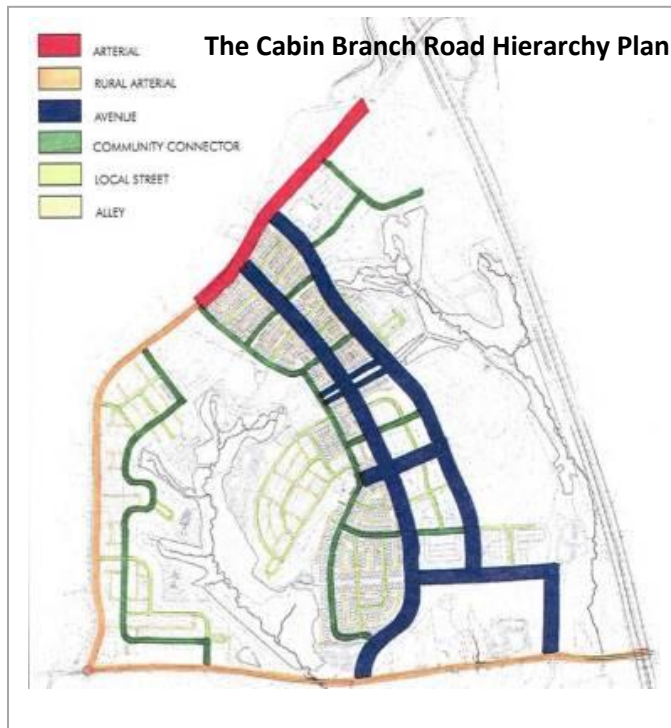 The Cabin Branch Road Hierarchy Plan
ARTERIAL
RURAL ARTERIAL
AVENUE
COMMUNITY CONNECTOR
LOCAL STREET
ALLEY